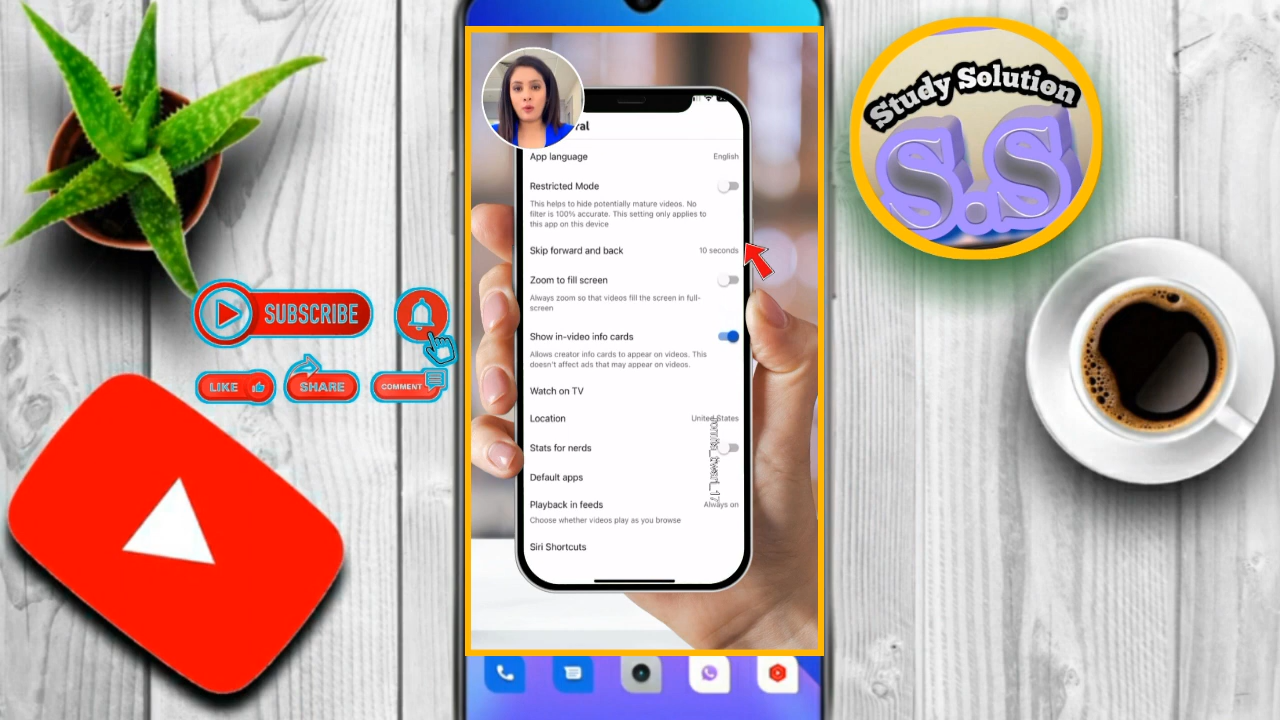 Study Solution
S.S
ral
App language English
Restricted Mode
This helps to hide potentially mature videos. No
filter is 100% accurate. This setting only applies to
this app on this device
Skip forward and back 10 seconds
Zoom to fill screen
Always zoom so that videos fill the screen in full-
screen
Show in-video info cards
Allows creator info cards to appear on videos. This
doesn't affect ads that may appear on videos.
Watch on TV
Location United States
Stats for nerds
Default apps
Playback in feeds Always on
Choose whether videos play as you browse
Siri Shortcuts
SUBSCRIBE
LIKE
SHARE
COMMENT